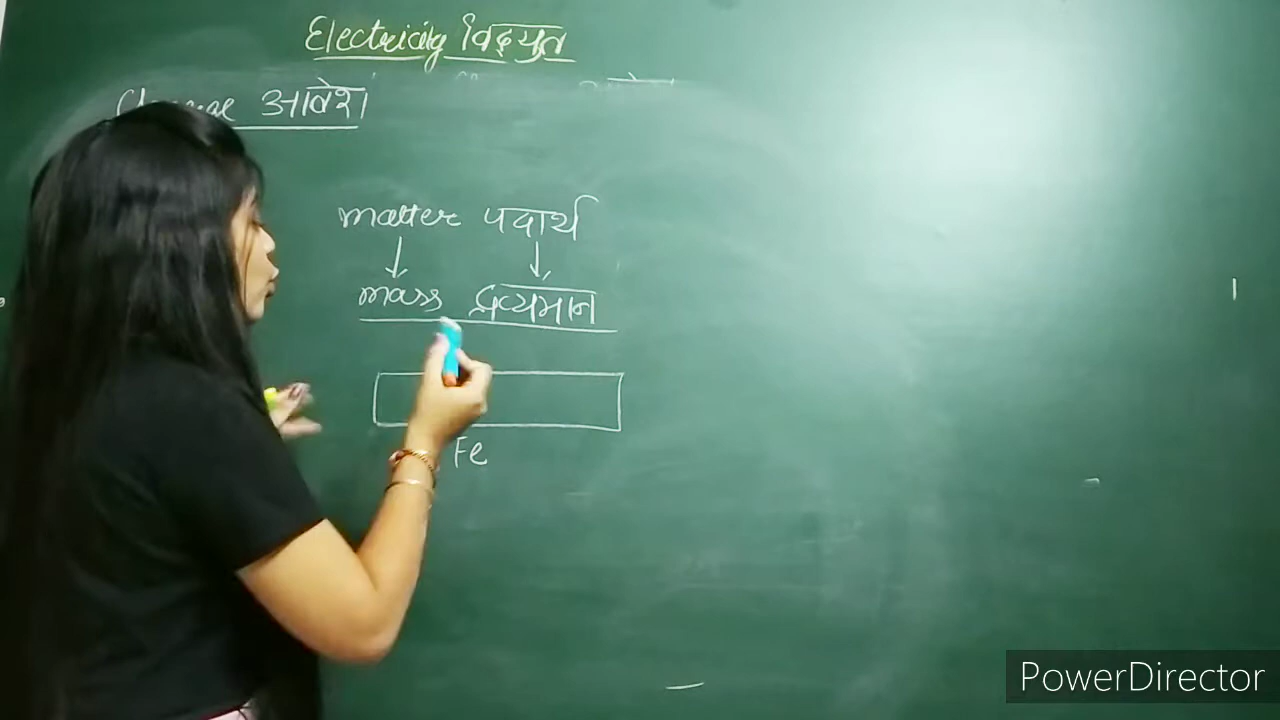 Electricity विद्युत
आवेश
matter पदार्थ
mass द्रव्यमान
Fe
PowerDirector